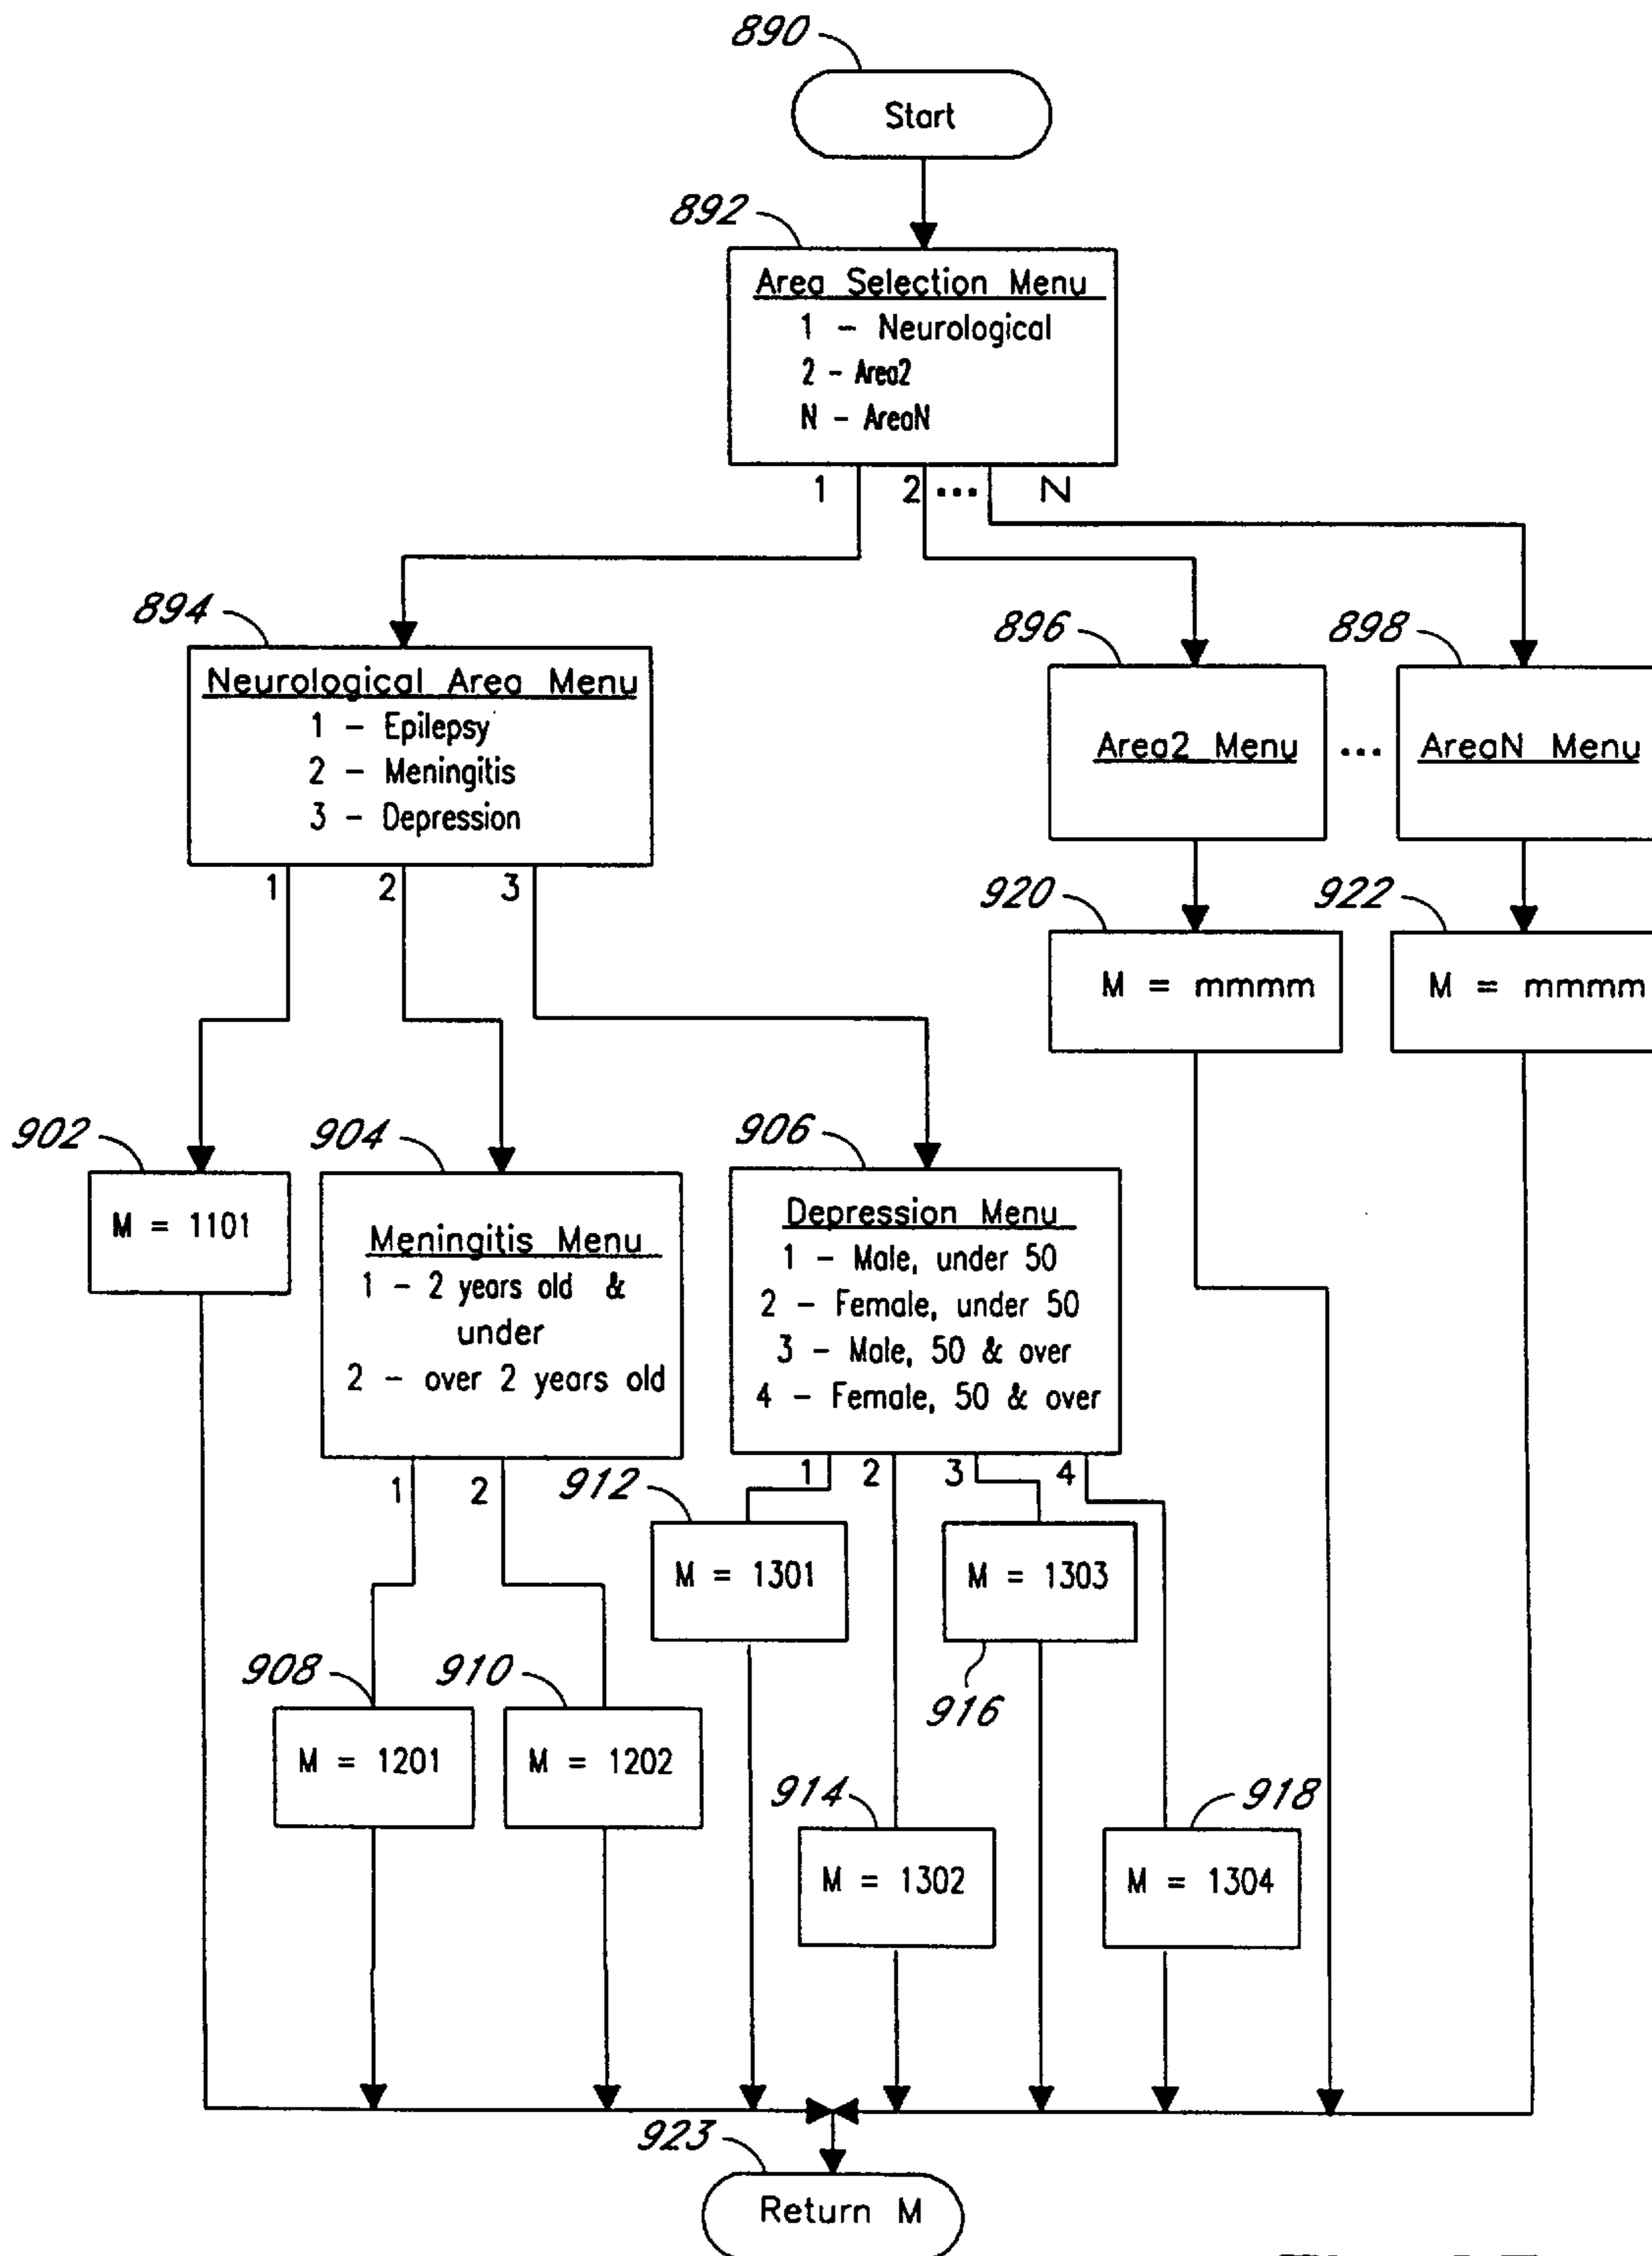 890
Start
892
Area Selection Menu
1 - Neurological
2 - Area2
N - AreaN
1 2 ... N
894
Neurological Area Menu
1 - Epilepsy
2 - Meningitis
3 - Depression
1 2 3
896
Area2 Menu
...
898
AreaN Menu
920
M = mmmm
922
M = mmmm
902
M = 1101
904
Meningitis Menu
1 - 2 years old &
under
2 - over 2 years old
1 2
906
Depression Menu
1 - Male, under 50
2 - Female, under 50
3 - Male, 50 & over
4 - Female, 50 & over
1 2 3 4
912
M = 1301
M = 1303
916
908
M = 1201
910
M = 1202
914
M = 1302
918
M = 1304
923
Return M